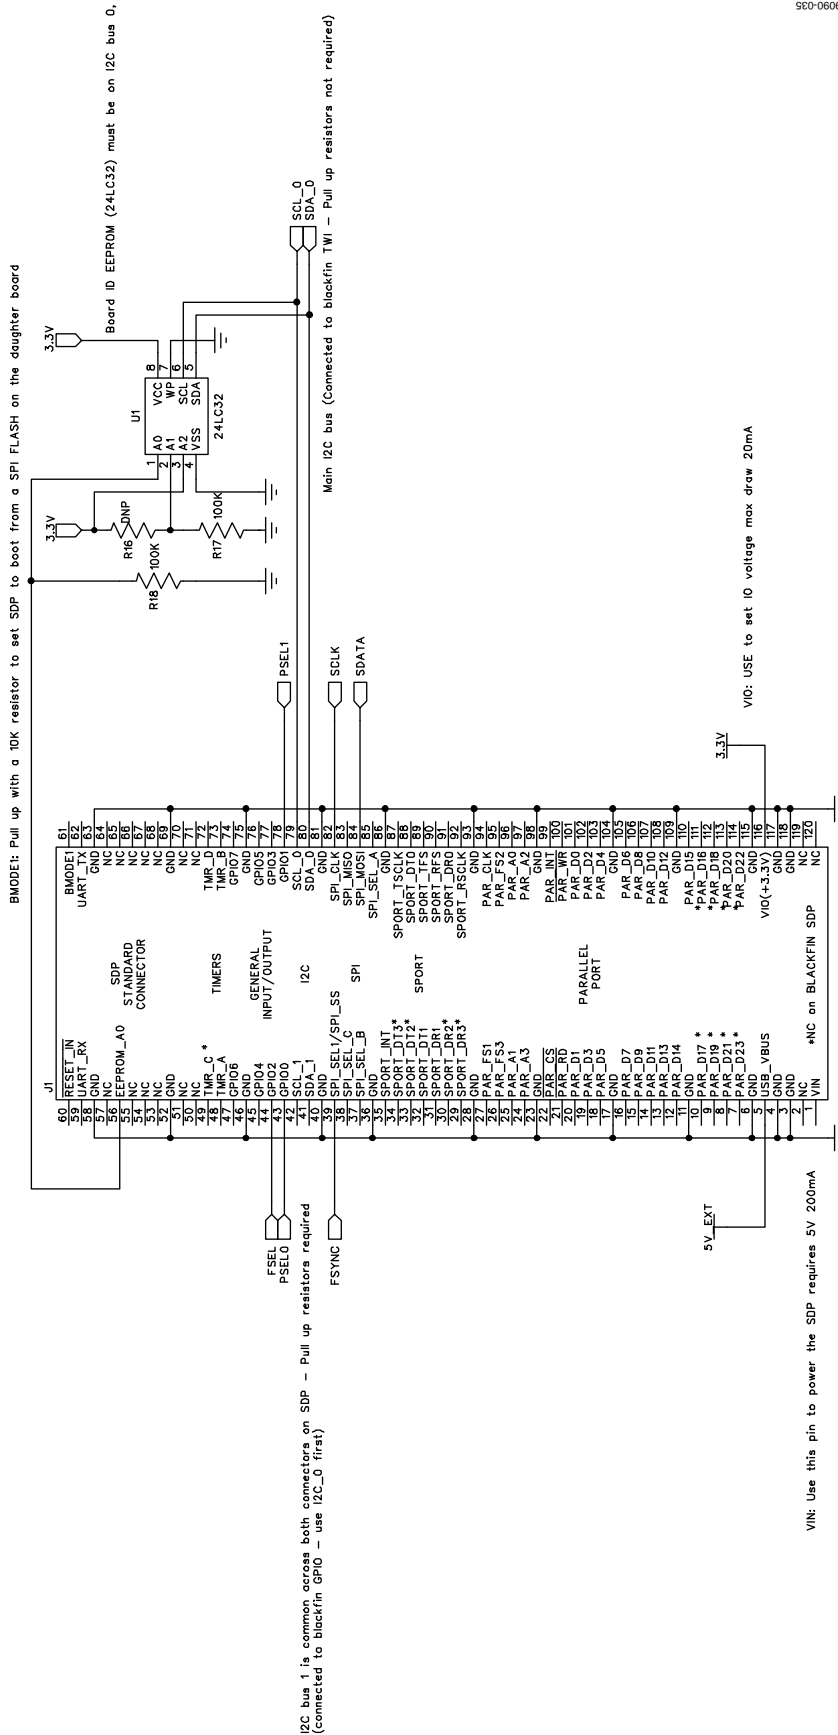 BMODE1: Pull up with a 10K resistor to set SDP to boot from a SPI FLASH on the daughter board
Board ID EEPROM (24LC32) must be on I2C bus 0,
3.3V
3.3V
U1
24LC32
1 A0
2 A1
3 A2
4 VSS
VCC 8
WP 7
SCL 6
SDA 5
R16 DNP
R17 100K
R18 100K
SCL_0
SDA_0
Main I2C bus (Connected to blackfin TWI – Pull up resistors not required)
PSEL1
SCLK
SDATA
J1
SDP
STANDARD
CONNECTOR
TIMERS
GENERAL
INPUT/OUTPUT
I2C
SPI
SPORT
PARALLEL
PORT
*NC on BLACKFIN SDP
60 RESET_IN
59 UART_RX
58 GND
57 NC
56 EEPROM_A0
55 NC
54 NC
53 NC
52 GND
51 NC
50 NC
49 TMR_C *
48 TMR_A
47 GPIO6
46 GND
45 GPIO4
44 GPIO2
43 GPIO0
42 SCL_1
41 SDA_1
40 GND
39 SPI_SEL1/SPI_SS
38 SPI_SEL_C
37 SPI_SEL_B
36 GND
35 SPORT_INT
34 SPORT_DT3*
33 SPORT_DT2*
32 SPORT_DT1
31 SPORT_DR1
30 SPORT_DR2*
29 SPORT_DR3*
28 GND
27 PAR_FS1
26 PAR_FS3
25 PAR_A1
24 PAR_A3
23 GND
22 PAR_CS
21 PAR_RD
20 PAR_D1
19 PAR_D3
18 PAR_D5
17 GND
16 PAR_D7
15 PAR_D9
14 PAR_D11
13 PAR_D13
12 PAR_D14
11 GND
10 PAR_D17 *
9 PAR_D19 *
8 PAR_D21 *
7 PAR_D23 *
6 GND
5 USB_VBUS
4 GND
3 GND
2 NC
1 VIN
BMODE1 61
UART_TX 62
GND 63
NC 64
NC 65
NC 66
NC 67
NC 68
GND 69
NC 70
NC 71
TMR_D 72
TMR_B 73
GPIO7 74
GND 75
GPIO5 76
GPIO3 77
GPIO1 78
SCL_0 79
SDA_0 80
GND 81
SPI_CLK 82
SPI_MISO 83
SPI_MOSI 84
SPI_SEL_A 85
GND 86
SPORT_TSCLK 87
SPORT_DT0 88
SPORT_TFS 89
SPORT_RFS 90
SPORT_DR0 91
SPORT_RSCLK 92
GND 93
PAR_CLK 94
PAR_FS2 95
PAR_A0 96
PAR_A2 97
GND 98
PAR_INT 99
PAR_WR 100
PAR_D0 101
PAR_D2 102
PAR_D4 103
GND 104
PAR_D6 105
PAR_D8 106
PAR_D10 107
PAR_D12 108
GND 109
PAR_D15 110
*PAR_D16 111
*PAR_D18 112
*PAR_D20 113
*PAR_D22 114
GND 115
VIO(+3.3V) 116
GND 117
GND 118
NC 119
NC 120
3.3V
VIO: USE to set IO voltage max draw 20mA
FSEL
PSEL0
FSYNC
5V_EXT
I2C bus 1 is common across both connectors on SDP – Pull up resistors required
(connected to blackfin GPIO – use I2C_0 first)
VIN: Use this pin to power the SDP requires 5V 200mA